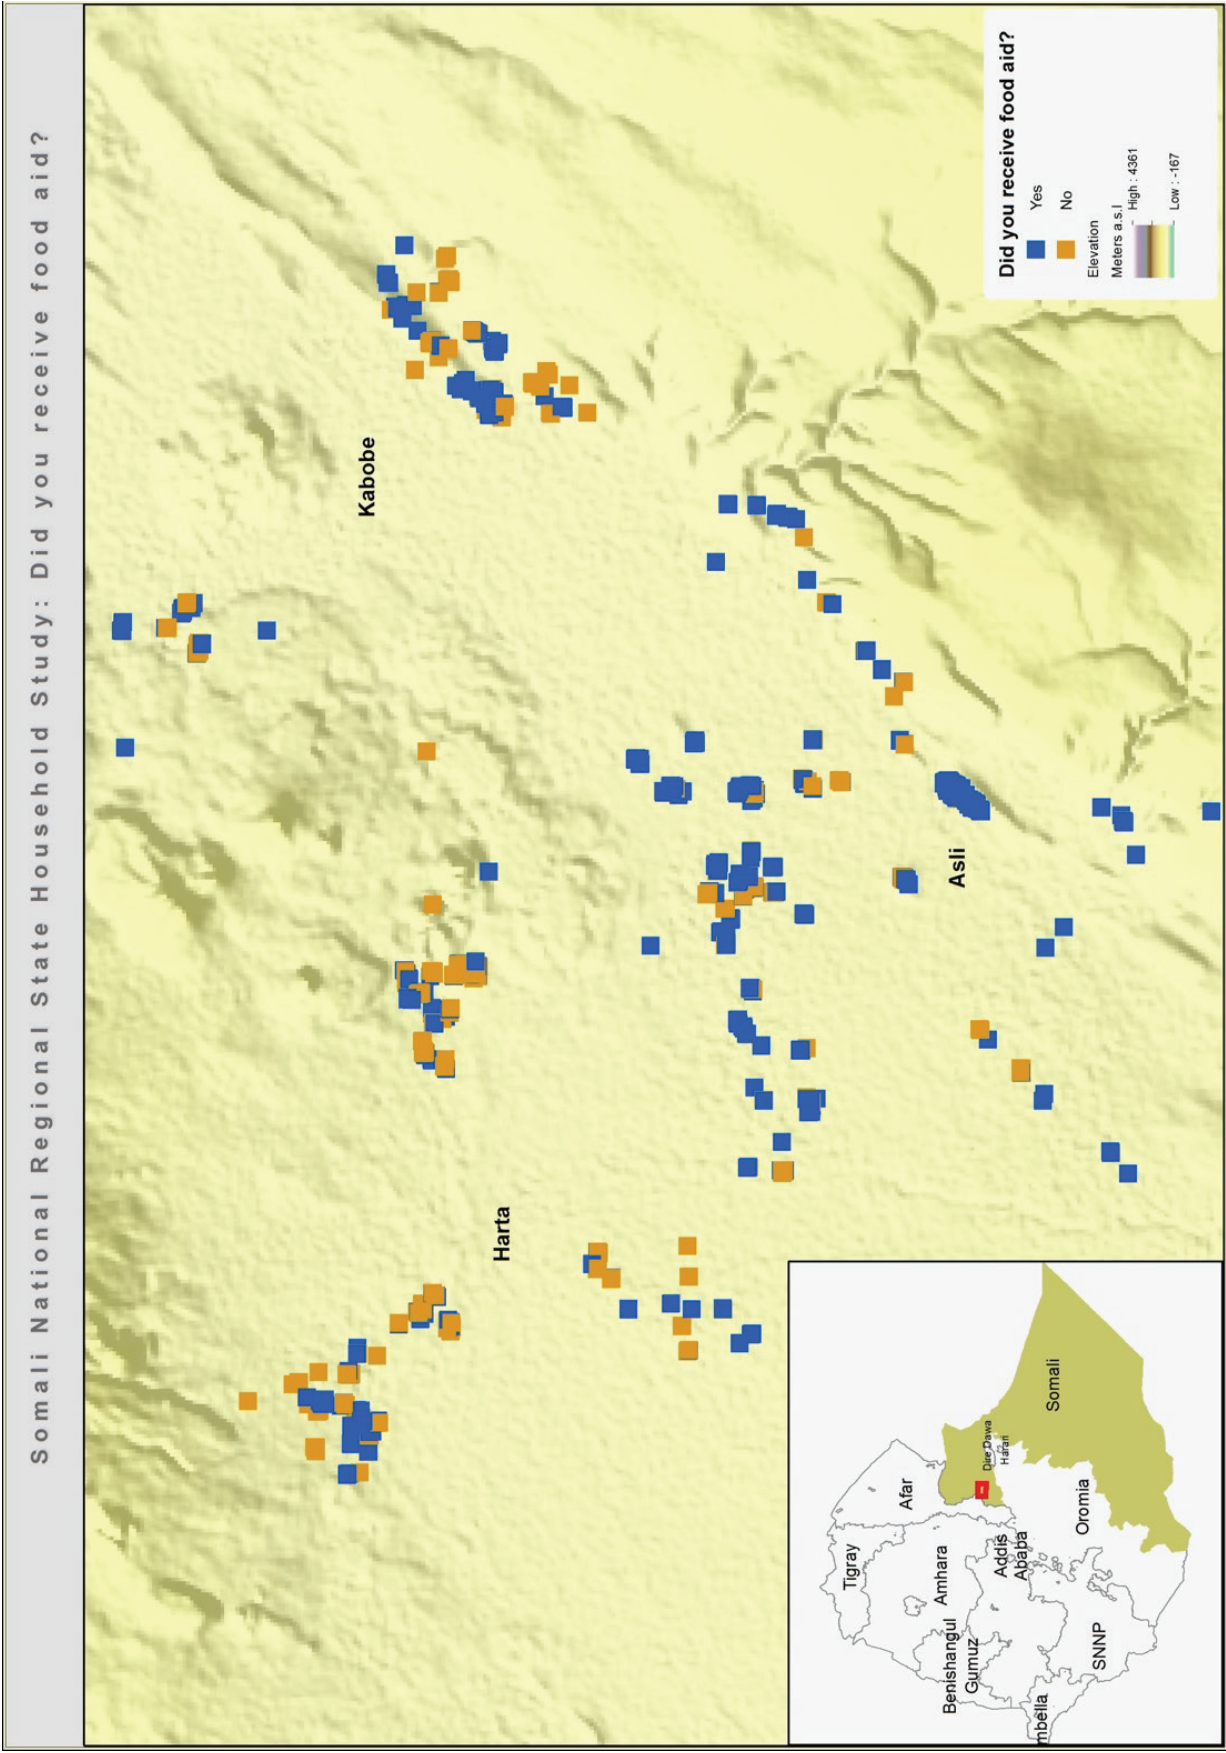 Somali National Regional State Household Study: Did you receive food aid?
Kabobe
Harta
Asli
Did you receive food aid?
Yes
No
Elevation
Meters a.s.l
High : 4361
Low : -167
Tigray
Afar
Amhara
Benishangul
Gumuz
Addis
Ababa
Dire Dawa
Harari
Somali
Oromia
SNNP
mbella